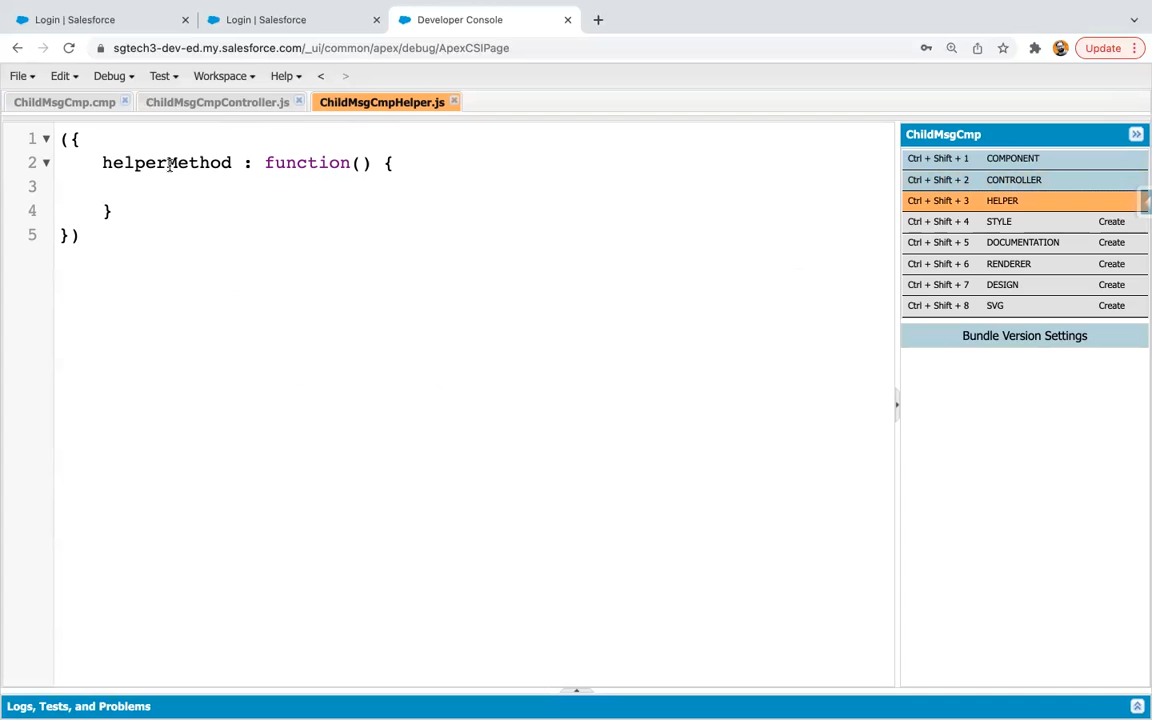 Login | Salesforce
Login | Salesforce
Developer Console
sgtech3-dev-ed.my.salesforce.com/_ui/common/apex/debug/ApexCSIPage
Update
File Edit Debug Test Workspace Help < >
ChildMsgCmp.cmp
ChildMsgCmpController.js
ChildMsgCmpHelper.js
1 ({
2 helperMethod : function() {
3
4 }
5 })
ChildMsgCmp
Ctrl + Shift + 1 COMPONENT
Ctrl + Shift + 2 CONTROLLER
Ctrl + Shift + 3 HELPER
Ctrl + Shift + 4 STYLE Create
Ctrl + Shift + 5 DOCUMENTATION Create
Ctrl + Shift + 6 RENDERER Create
Ctrl + Shift + 7 DESIGN Create
Ctrl + Shift + 8 SVG Create
Bundle Version Settings
Logs, Tests, and Problems